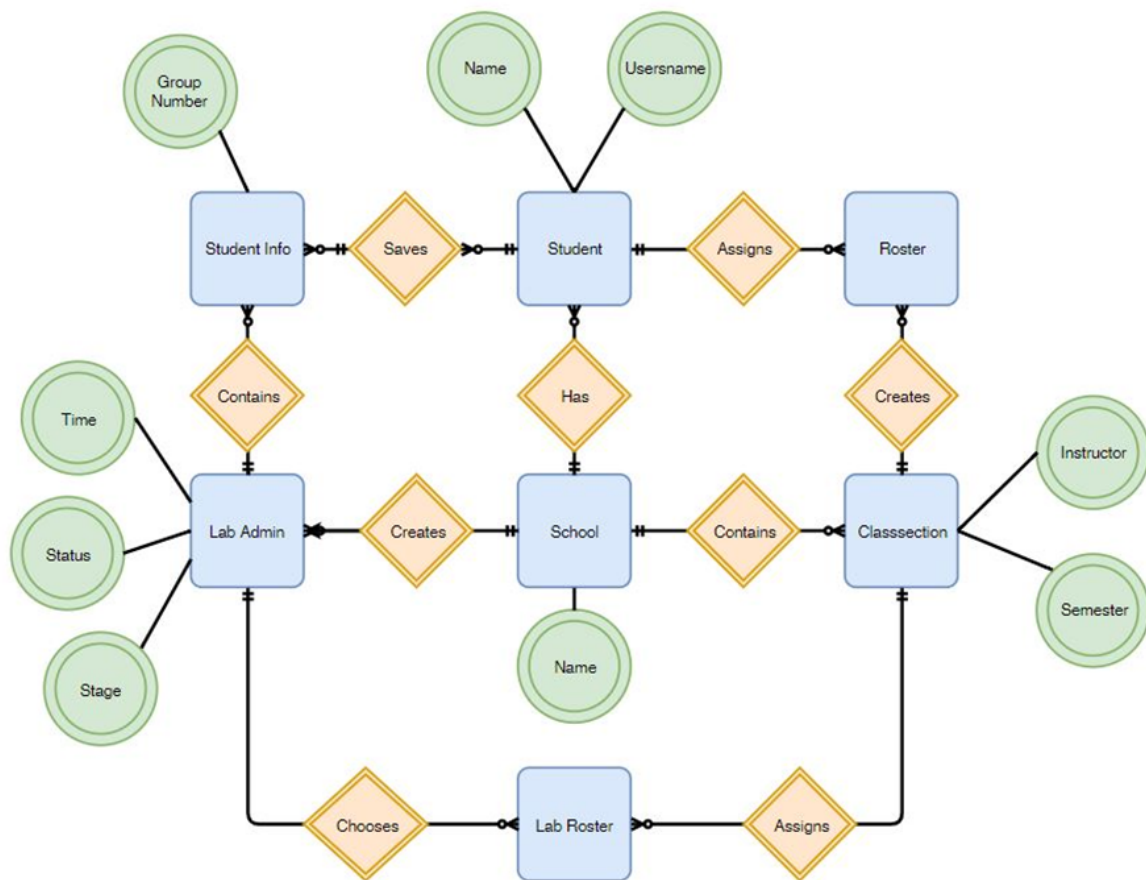 Name
Usersname
Group
Number
Student Info
Saves
Student
Assigns
Roster
Contains
Has
Creates
Time
Instructor
Status
Lab Admin
Creates
School
Contains
Classsection
Semester
Stage
Name
Chooses
Lab Roster
Assigns